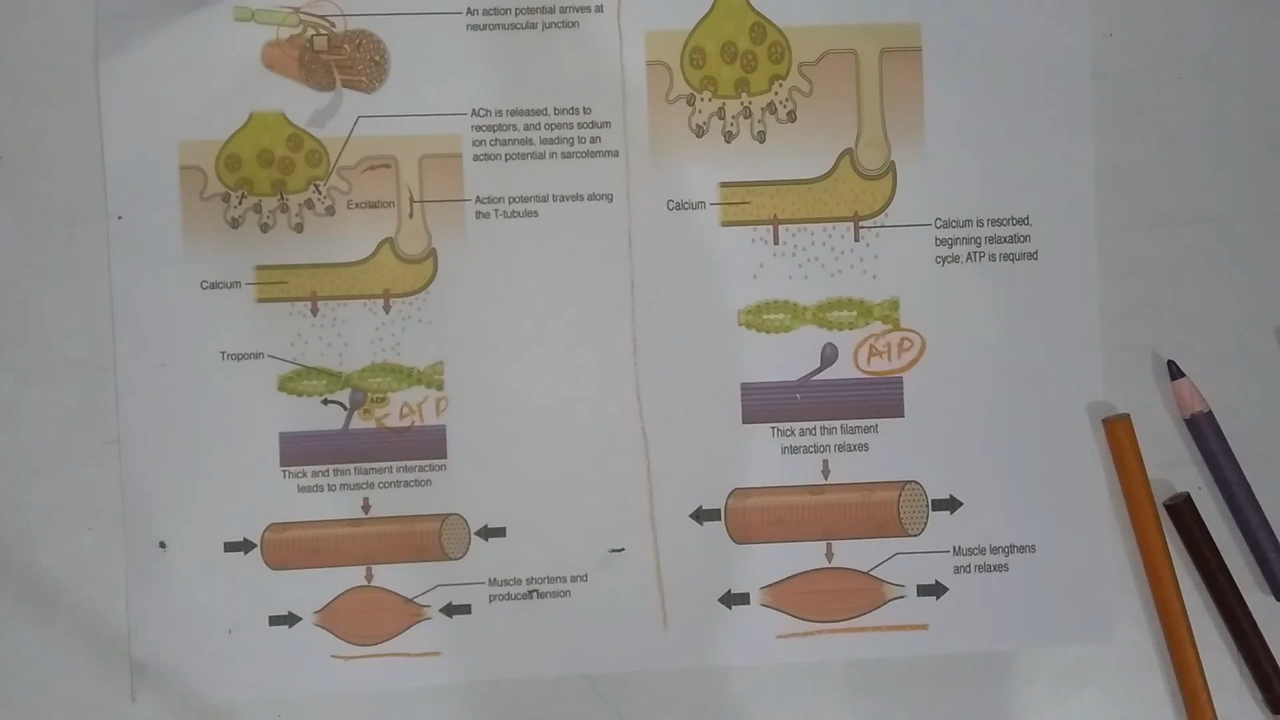 An action potential arrives at
neuromuscular junction
ACh is released, binds to
receptors, and opens sodium
ion channels, leading to an
action potential in sarcolemma
Excitation
Action potential travels along
the T-tubules
Calcium
Troponin
ADP
Pi
ATP
Thick and thin filament interaction
leads to muscle contraction
Muscle shortens and
produces tension
Calcium
Calcium is resorbed,
beginning relaxation
cycle; ATP is required
ATP
Thick and thin filament
interaction relaxes
Muscle lengthens
and relaxes